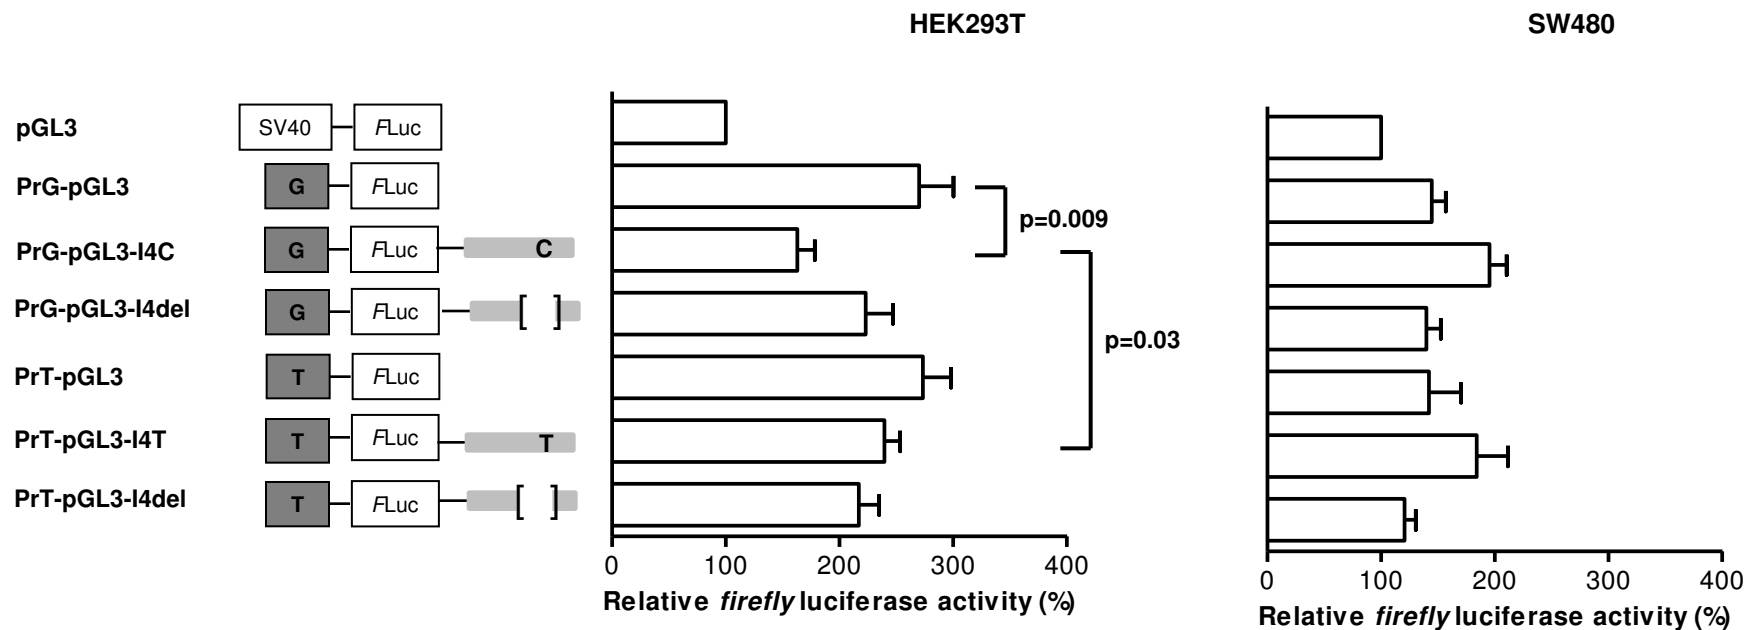 HEK293T
SW480
pGL3 SV40 FLuc
PrG-pGL3 G FLuc
p=0.009
PrG-pGL3-I4C G FLuc C
PrG-pGL3-I4del G FLuc [ ]
p=0.03
PrT-pGL3 T FLuc
PrT-pGL3-I4T T FLuc T
PrT-pGL3-I4del T FLuc [ ]
0 100 200 300 400
Relative firefly luciferase activity (%)
0 100 200 300 400
Relative firefly luciferase activity (%)